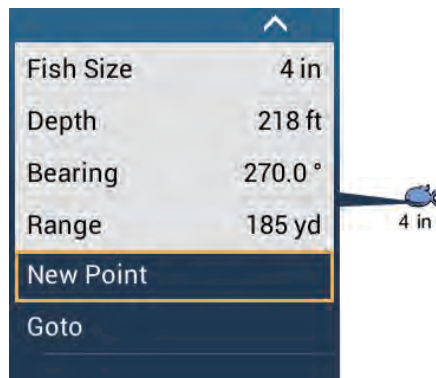 Fish Size 4 in
Depth 218 ft
Bearing 270.0 °
Range 185 yd
4 in
New Point
Goto